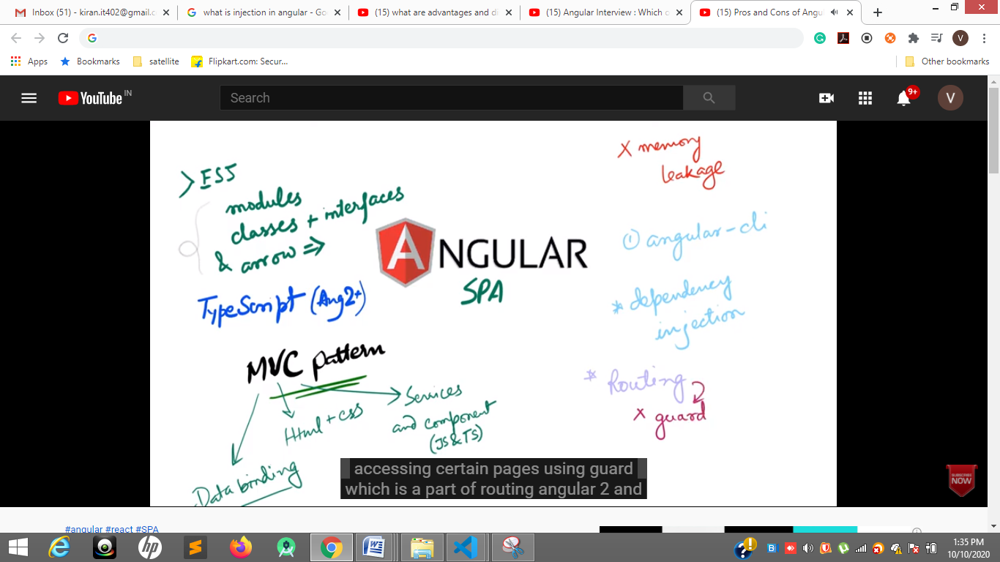 Inbox (51) - kiran.it402@gmail.c
what is injection in angular - Go
(15) what are advantages and di
(15) Angular Interview : Which o
(15) Pros and Cons of Angu
V
Apps
Bookmarks
satellite
Flipkart.com: Secur...
Other bookmarks
YouTube IN
Search
9+
V
> ES5
modules
classes + interfaces
& arrow =>
TypeScript (Ang2+)
ANGULAR
SPA
MVC pattern
Html + css
Services
and component
(JS & TS)
Data binding
X memory
leakage
① angular-cli
* dependency
injection
* Routing
x guard
accessing certain pages using guard
which is a part of routing angular 2 and
SUBSCRIBE
NOW
#angular #react #SPA
1:35 PM
10/10/2020